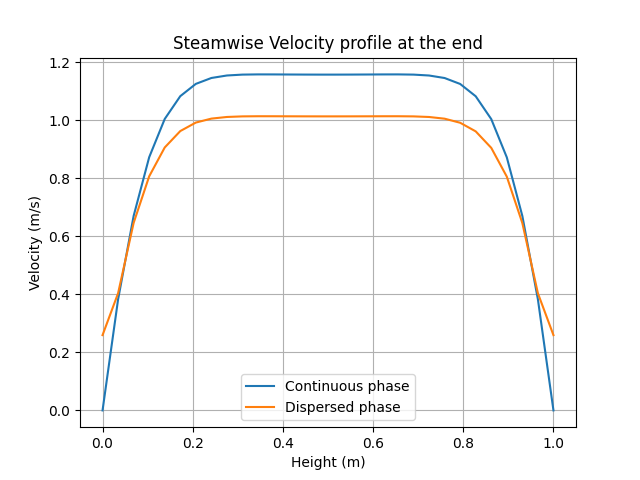 Steamwise Velocity profile at the end
1.2
1.0
0.8
0.6
0.4
0.2
0.0
Velocity (m/s)
Continuous phase
Dispersed phase
0.0 0.2 0.4 0.6 0.8 1.0
Height (m)